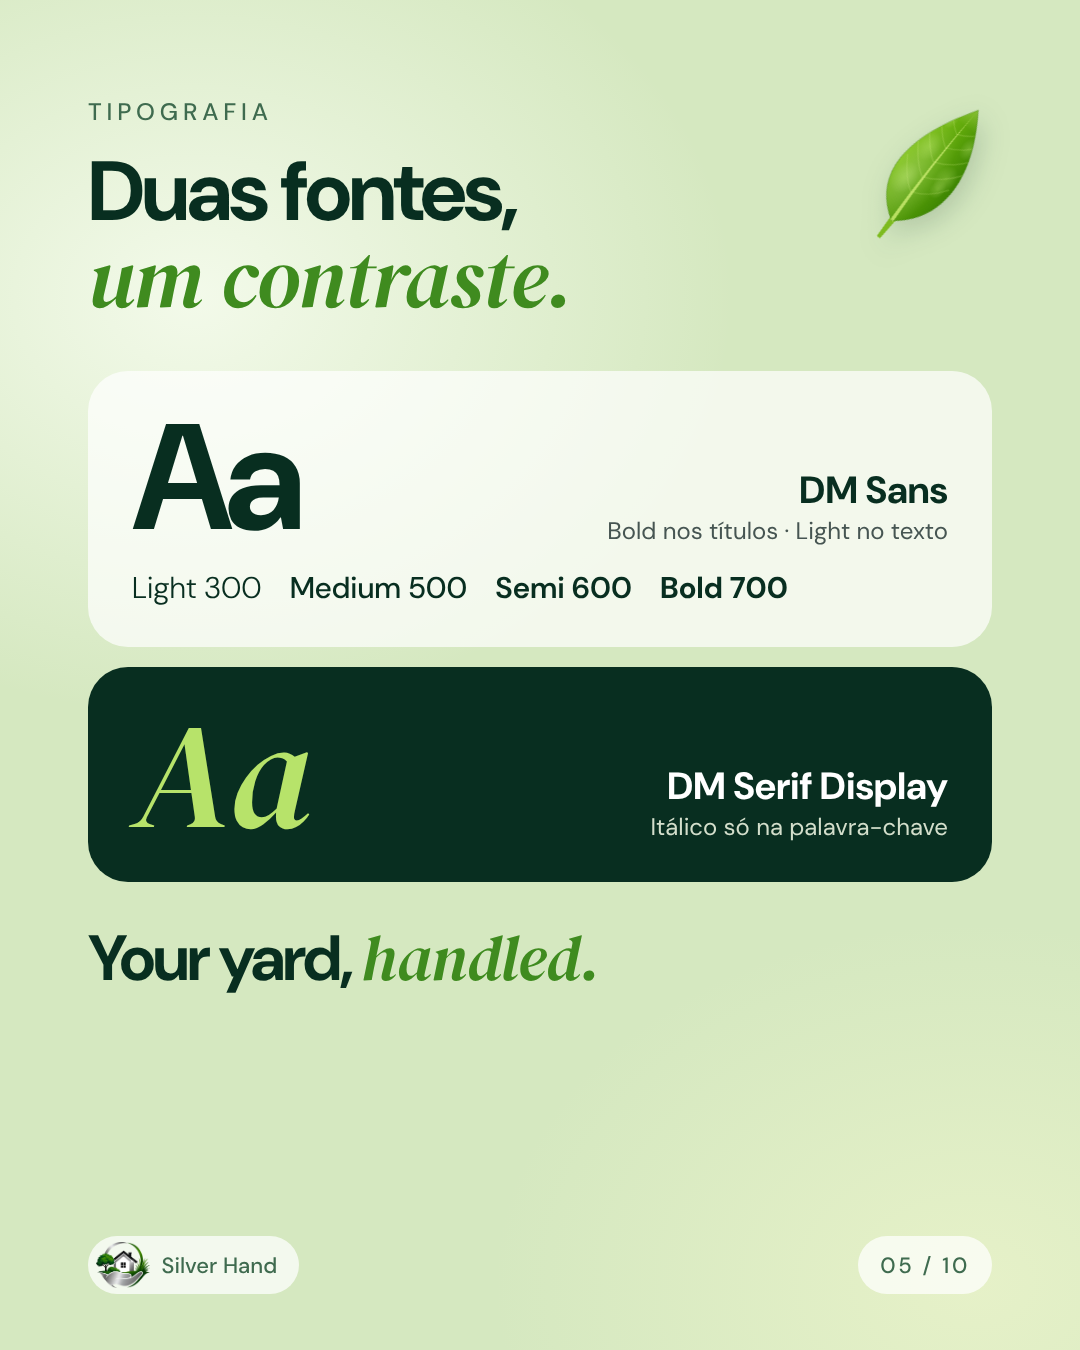 TIPOGRAFIA
Duas fontes,
um contraste.
Aa
DM Sans
Bold nos títulos · Light no texto
Light 300 Medium 500 Semi 600 Bold 700
Aa
DM Serif Display
Itálico só na palavra-chave
Your yard, handled.
Silver Hand
05 / 10